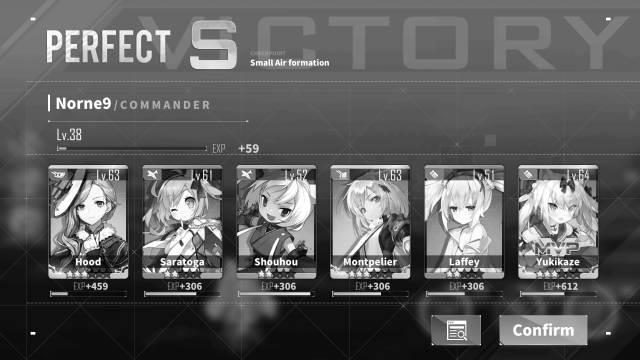 VICTORY
PERFECT S
CHECKPOINT
Small Air formation
Norne9/COMMANDER
Lv.38
EXP +59
Lv.63 Lv.61 Lv.52 Lv.63 Lv.51 Lv.64
MVP
Hood Saratoga Shouhou Montpelier Laffey Yukikaze
EXP+459 EXP+306 EXP+306 EXP+306 EXP+306 EXP+612
Confirm